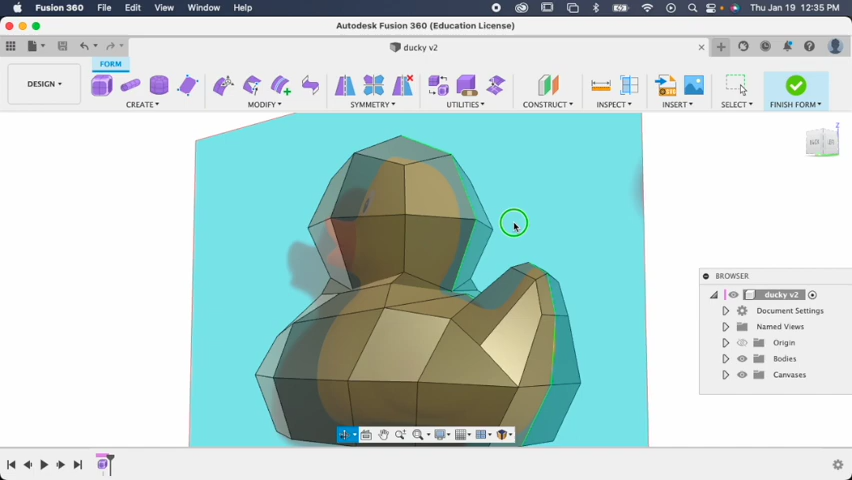 Fusion 360 File Edit View Window Help Thu Jan 19 12:35 PM
Autodesk Fusion 360 (Education License)
ducky v2
FORM
DESIGN
CREATE MODIFY SYMMETRY UTILITIES CONSTRUCT INSPECT INSERT SELECT FINISH FORM
BROWSER
ducky v2
Document Settings
Named Views
Origin
Bodies
Canvases